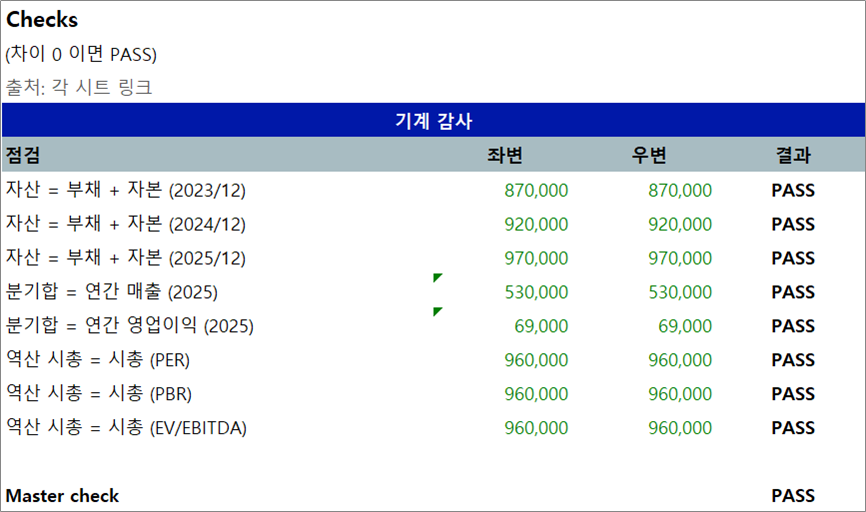 Checks
(차이 0 이면 PASS)
출처: 각 시트 링크
기계 감사
점검 좌변 우변 결과
자산 = 부채 + 자본 (2023/12) 870,000 870,000 PASS
자산 = 부채 + 자본 (2024/12) 920,000 920,000 PASS
자산 = 부채 + 자본 (2025/12) 970,000 970,000 PASS
분기합 = 연간 매출 (2025) 530,000 530,000 PASS
분기합 = 연간 영업이익 (2025) 69,000 69,000 PASS
역산 시총 = 시총 (PER) 960,000 960,000 PASS
역산 시총 = 시총 (PBR) 960,000 960,000 PASS
역산 시총 = 시총 (EV/EBITDA) 960,000 960,000 PASS
Master check PASS